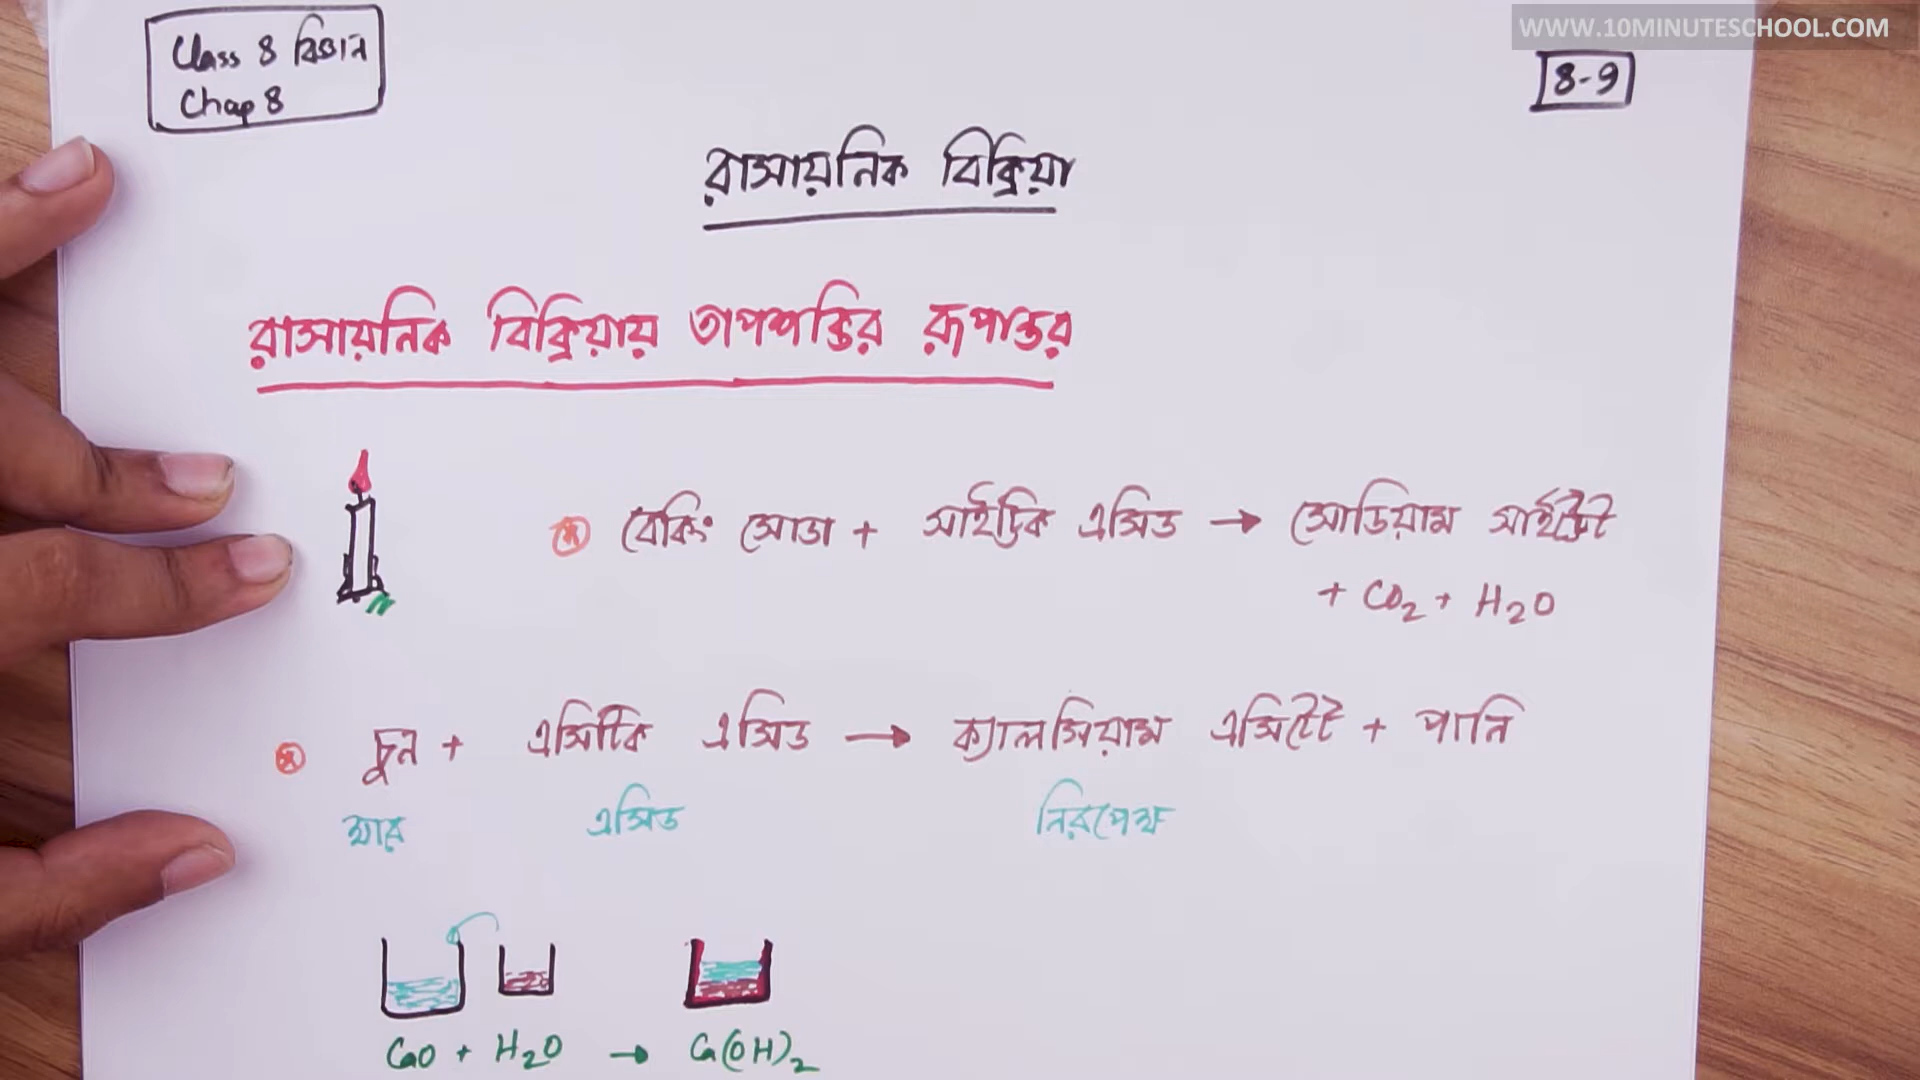 WWW.10MINUTESCHOOL.COM
Class 8 বিজ্ঞান
Chap 8
8-9
রাসায়নিক বিক্রিয়া
রাসায়নিক বিক্রিয়ায় তাপশক্তির রূপান্তর
বেকিং সোডা + সাইট্রিক এসিড → সোডিয়াম সাইট্রেট
+ CO₂ + H₂O
চুন + এসিটিক এসিড → ক্যালসিয়াম এসিটেট + পানি
ক্ষার এসিড নিরপেক্ষ
CaO + H₂O → Ca(OH)₂